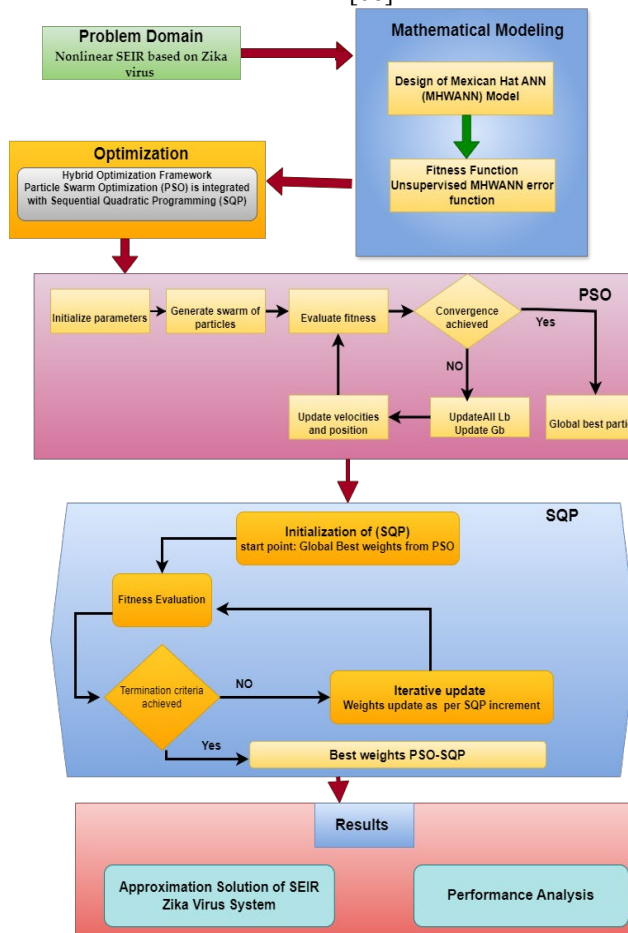 Problem Domain
Nonlinear SEIR based on Zika
virus
Mathematical Modeling
Design of Mexican Hat ANN
(MHWANN) Model
Fitness Function
Unsupervised MHWANN error
function
Optimization
Hybrid Optimization Framework
Particle Swarm Optimization (PSO) is integrated
with Sequential Quadratic Programming (SQP)
PSO
Initialize parameters
Generate swarm of
particles
Evaluate fitness
Convergence
achieved
Yes
NO
Update velocities
and position
UpdateAll Lb
Update Gb
Global best partic
SQP
Initialization of (SQP)
start point: Global Best weights from PSO
Fitness Evaluation
Termination criteria
achieved
NO
Iterative update
Weights update as per SQP increment
Yes
Best weights PSO-SQP
Results
Approximation Solution of SEIR
Zika Virus System
Performance Analysis